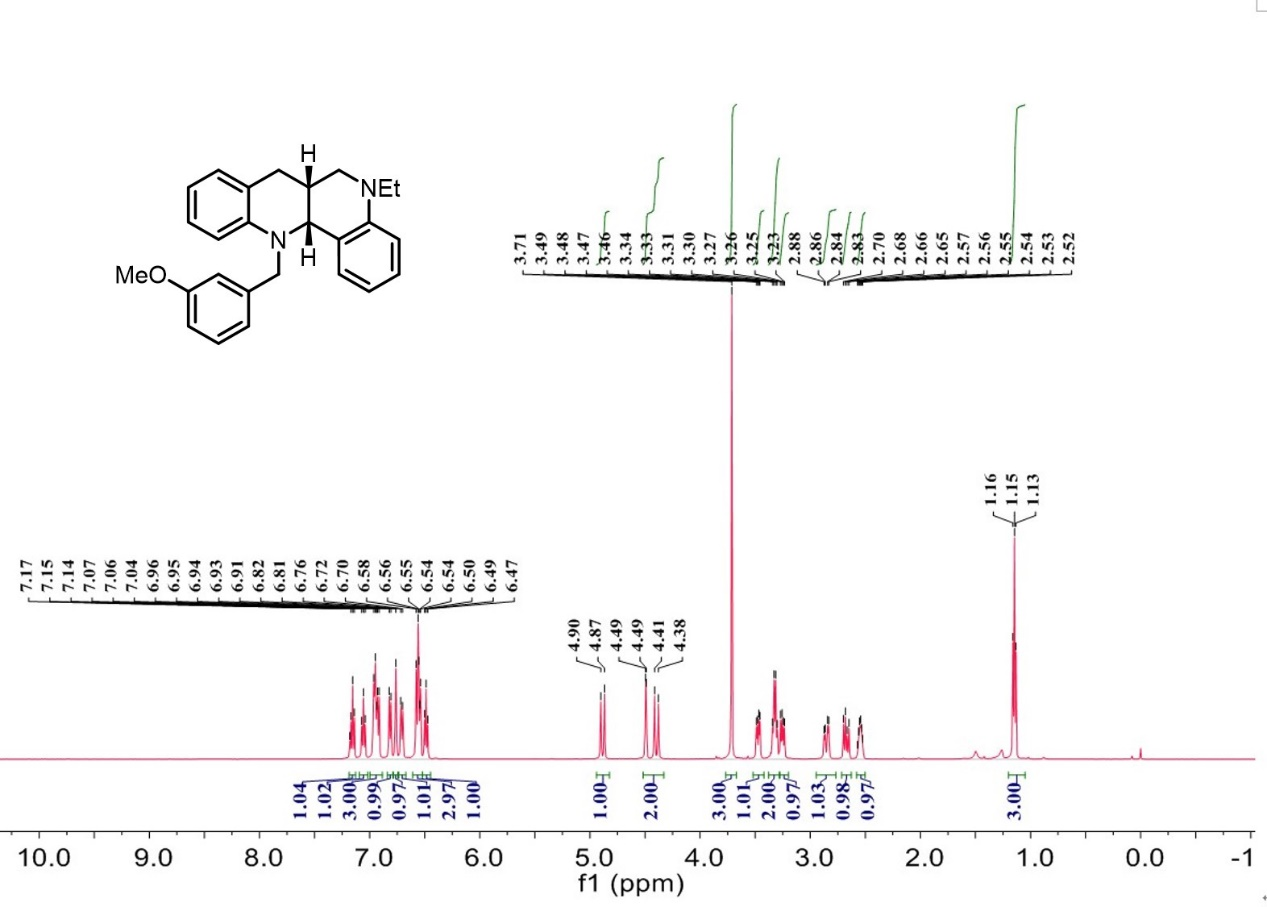 H
NEt
N
H
MeO
3.71 3.49 3.48 3.47 3.46 3.34 3.33 3.31 3.30 3.27 3.26 3.25 3.23 2.88 2.86 2.84 2.83 2.70 2.68 2.66 2.65 2.57 2.56 2.55 2.54 2.53 2.52
1.16 1.15 1.13
7.17 7.15 7.14 7.07 7.06 7.04 6.96 6.95 6.94 6.93 6.91 6.82 6.81 6.76 6.72 6.70 6.58 6.56 6.55 6.54 6.54 6.50 6.49 6.47
4.90 4.87 4.49 4.49 4.41 4.38
1.04 1.02 3.00 0.99 0.97 1.01 2.97 1.00 1.00 2.00 3.00 1.01 2.00 0.97 1.03 0.98 0.97 3.00
10.0 9.0 8.0 7.0 6.0 5.0 4.0 3.0 2.0 1.0 0.0 -1
f1 (ppm)